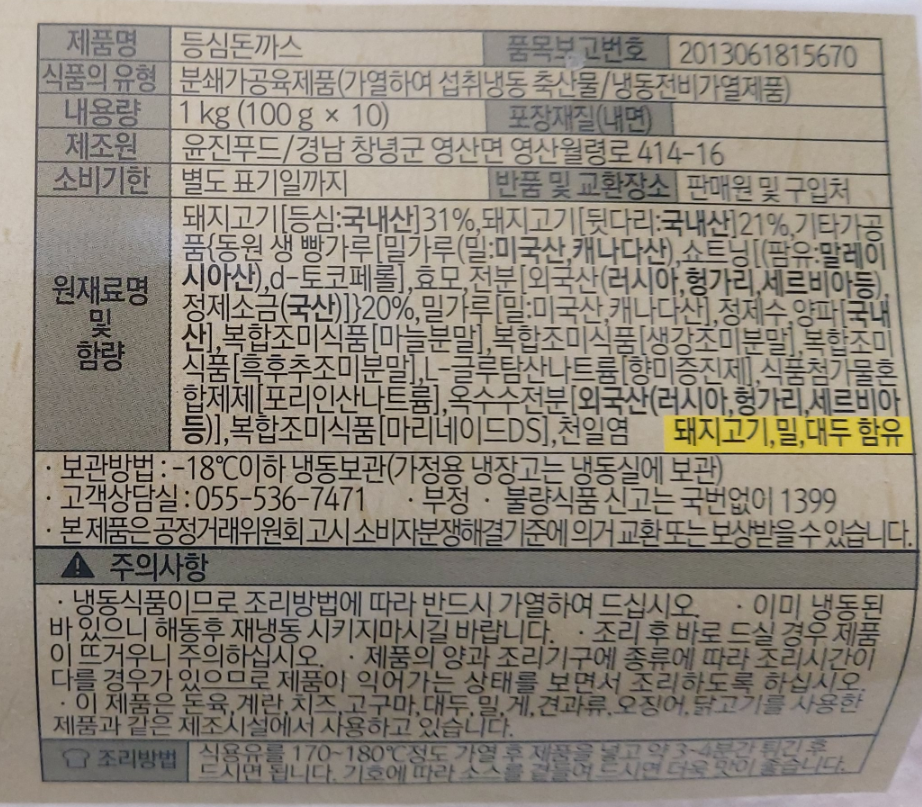 제품명 등심돈까스 품목보고번호 2013061815670
식품의 유형 분쇄가공육제품(가열하여 섭취냉동 축산물/냉동전비가열제품)
내용량 1 kg (100 g × 10) 포장재질(내면)
제조원 윤진푸드/경남 창녕군 영산면 영산월령로 414-16
소비기한 별도 표기일까지 반품 및 교환장소 판매원 및 구입처
원재료명 및 함량
돼지고기[등심:국내산]31%,돼지고기[뒷다리:국내산]21%,기타가공
품{동원 생 빵가루[밀가루(밀:미국산,캐나다산),쇼트닝[(팜유:말레이
시아산),d-토코페롤],효모,전분[외국산(러시아,헝가리,세르비아등),
정제소금(국산)]}20%,밀가루[밀:미국산,캐나다산],정제수,양파[국내
산],복합조미식품[마늘분말],복합조미식품[생강조미분말],복합조미
식품[흑후추조미분말],L-글루탐산나트륨[향미증진제],식품첨가물혼
합제제[포리인산나트륨],옥수수전분[외국산(러시아,헝가리,세르비아
등)],복합조미식품[마리네이드DS],천일염 돼지고기,밀,대두 함유
· 보관방법 : -18℃이하 냉동보관(가정용 냉장고는 냉동실에 보관)
· 고객상담실 : 055-536-7471 · 부정 · 불량식품 신고는 국번없이 1399
· 본 제품은 공정거래위원회 고시 소비자분쟁해결기준에 의거 교환 또는 보상받을 수 있습니다.
주의사항
· 냉동식품이므로 조리방법에 따라 반드시 가열하여 드십시오. · 이미 냉동된
바 있으니 해동후 재냉동 시키지마시길 바랍니다. · 조리 후 바로 드실 경우 제품
이 뜨거우니 주의하십시오. · 제품의 양과 조리기구에 종류에 따라 조리시간이
다를 경우가 있으므로 제품이 익어가는 상태를 보면서 조리하도록 하십시오
· 이 제품은 돈육,계란,치즈,고구마,대두,밀,게,견과류,오징어,닭고기를 사용한
제품과 같은 제조시설에서 사용하고 있습니다.
조리방법 식용유를 170~180℃정도 가열 후 제품을 넣고 약 3~4분간 튀긴 후
드시면 됩니다. 기호에 따라 소스를 곁들여 드시면 더욱 맛이 좋습니다.